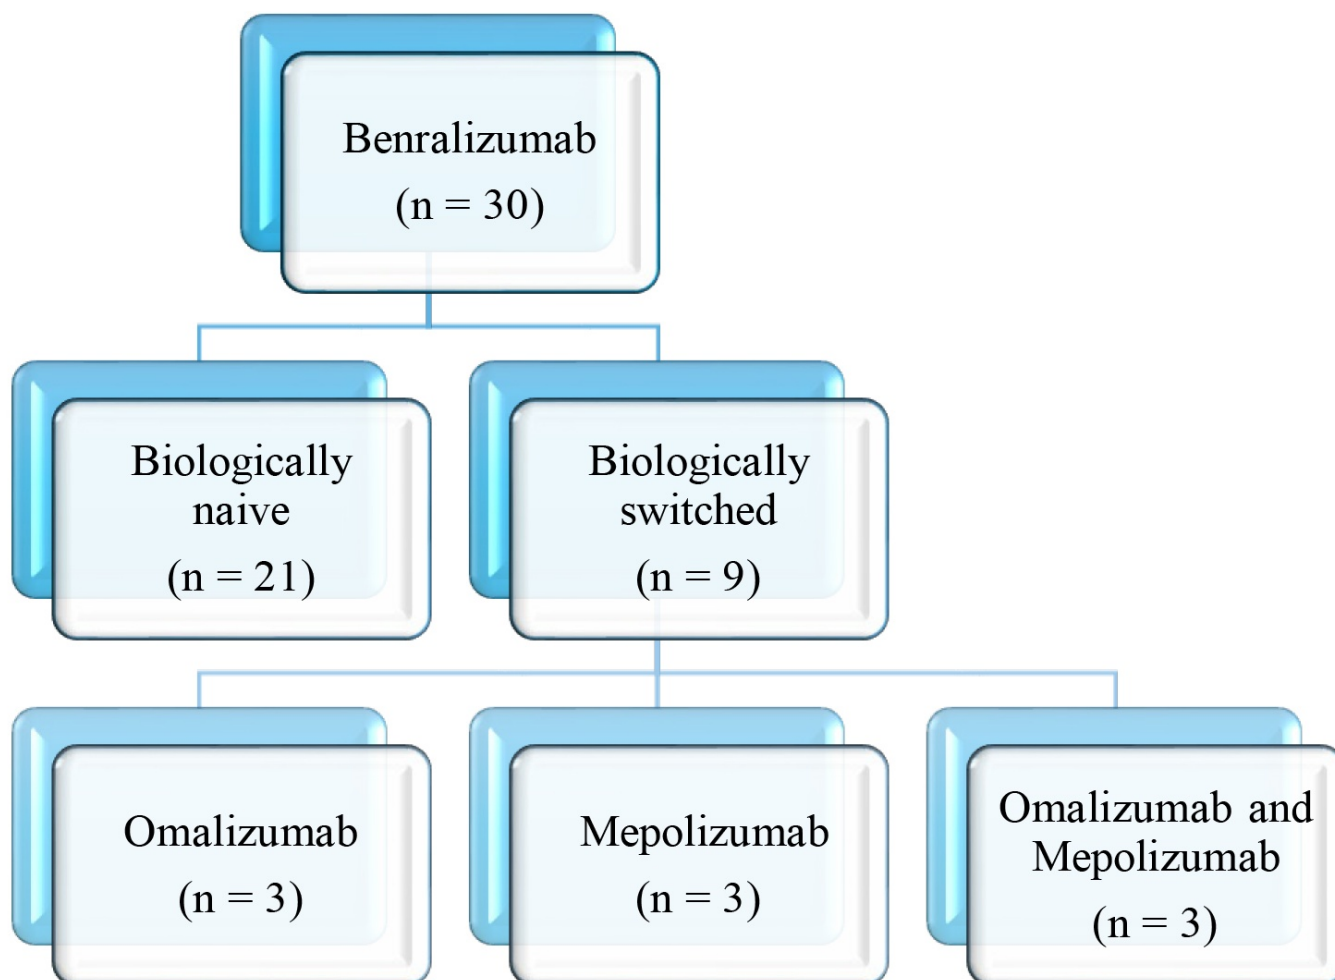 Benralizumab
(n = 30)
Biologically
naive
(n = 21)
Biologically
switched
(n = 9)
Omalizumab
(n = 3)
Mepolizumab
(n = 3)
Omalizumab and
Mepolizumab
(n = 3)